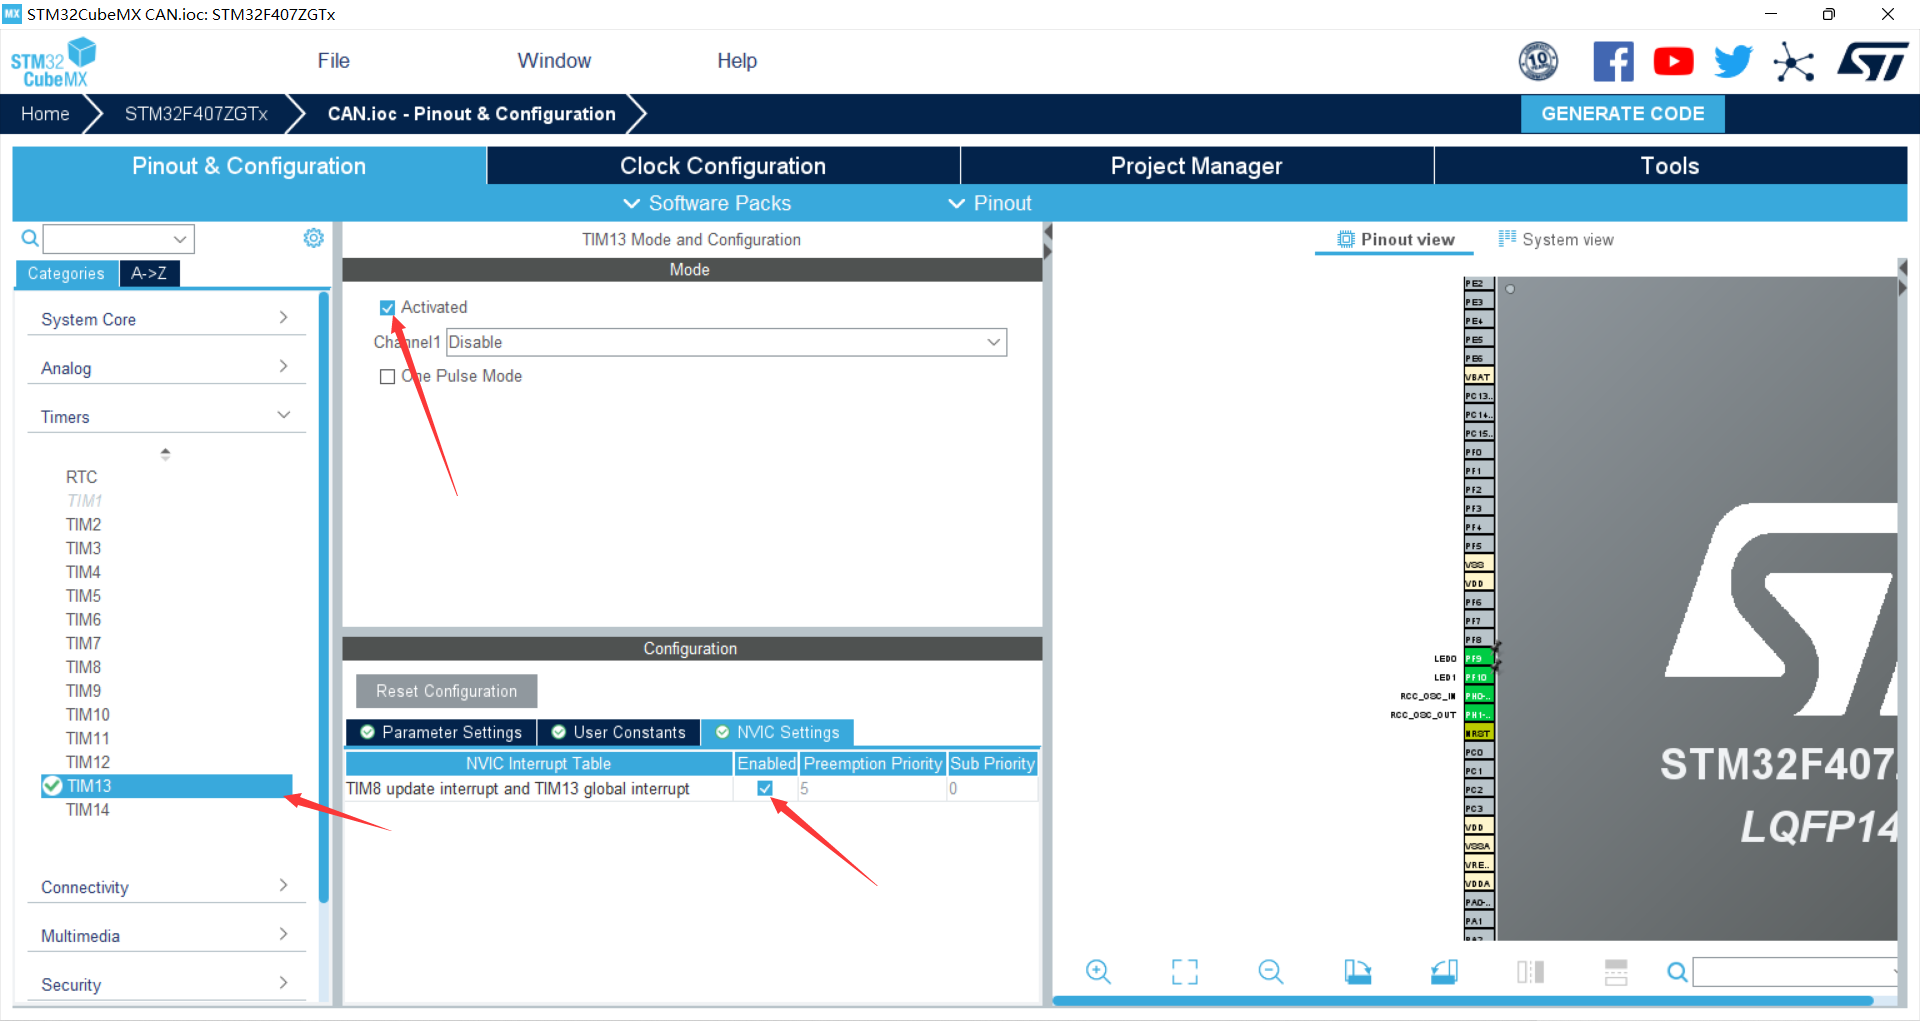 MX STM32CubeMX CAN.ioc: STM32F407ZGTx
STM32
CubeMX
File
Window
Help
10
Home
STM32F407ZGTx
CAN.ioc - Pinout & Configuration
GENERATE CODE
Pinout & Configuration
Clock Configuration
Project Manager
Tools
Software Packs
Pinout
Categories
A->Z
System Core
Analog
Timers
RTC
TIM1
TIM2
TIM3
TIM4
TIM5
TIM6
TIM7
TIM8
TIM9
TIM10
TIM11
TIM12
TIM13
TIM14
Connectivity
Multimedia
Security
TIM13 Mode and Configuration
Mode
Activated
Channel1 Disable
One Pulse Mode
Configuration
Reset Configuration
Parameter Settings
User Constants
NVIC Settings
NVIC Interrupt Table Enabled Preemption Priority Sub Priority
TIM8 update interrupt and TIM13 global interrupt 5 0
Pinout view
System view
PE2
PE3
PE4
PE5
PE6
VBAT
PC13..
PC14..
PC15..
PF0
PF1
PF2
PF3
PF4
PF5
VSS
VDD
PF6
PF7
PF8
LED0 PF9
LED1 PF10
RCC_OSC_IN PH0-..
RCC_OSC_OUT PH1-..
NRST
PC0
PC1
PC2
PC3
VDD
VSSA
VRE..
VDDA
PA0-..
PA1
STM32F407
LQFP14